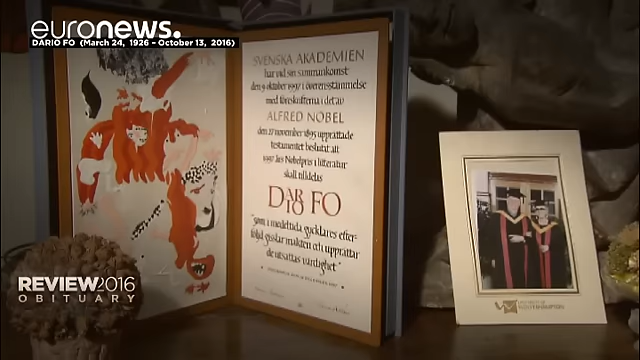 euronews.
DARIO FO (March 24, 1926 – October 13, 2016)
SVENSKA AKADEMIEN
har vid sin sammankomst
den 9 oktober 1997 i överensstämmelse
med föreskrifterna i det av
ALFRED NOBEL
den 27 november 1895 upprättade
testamentet beslutat att
1997 års Nobelpris i litteratur
skall tilldelas
DARIO FO
"som i medeltida gycklares efter-
följd gisslar makten och upprättar
de utsattas värdighet"
REVIEW2016
OBITUARY